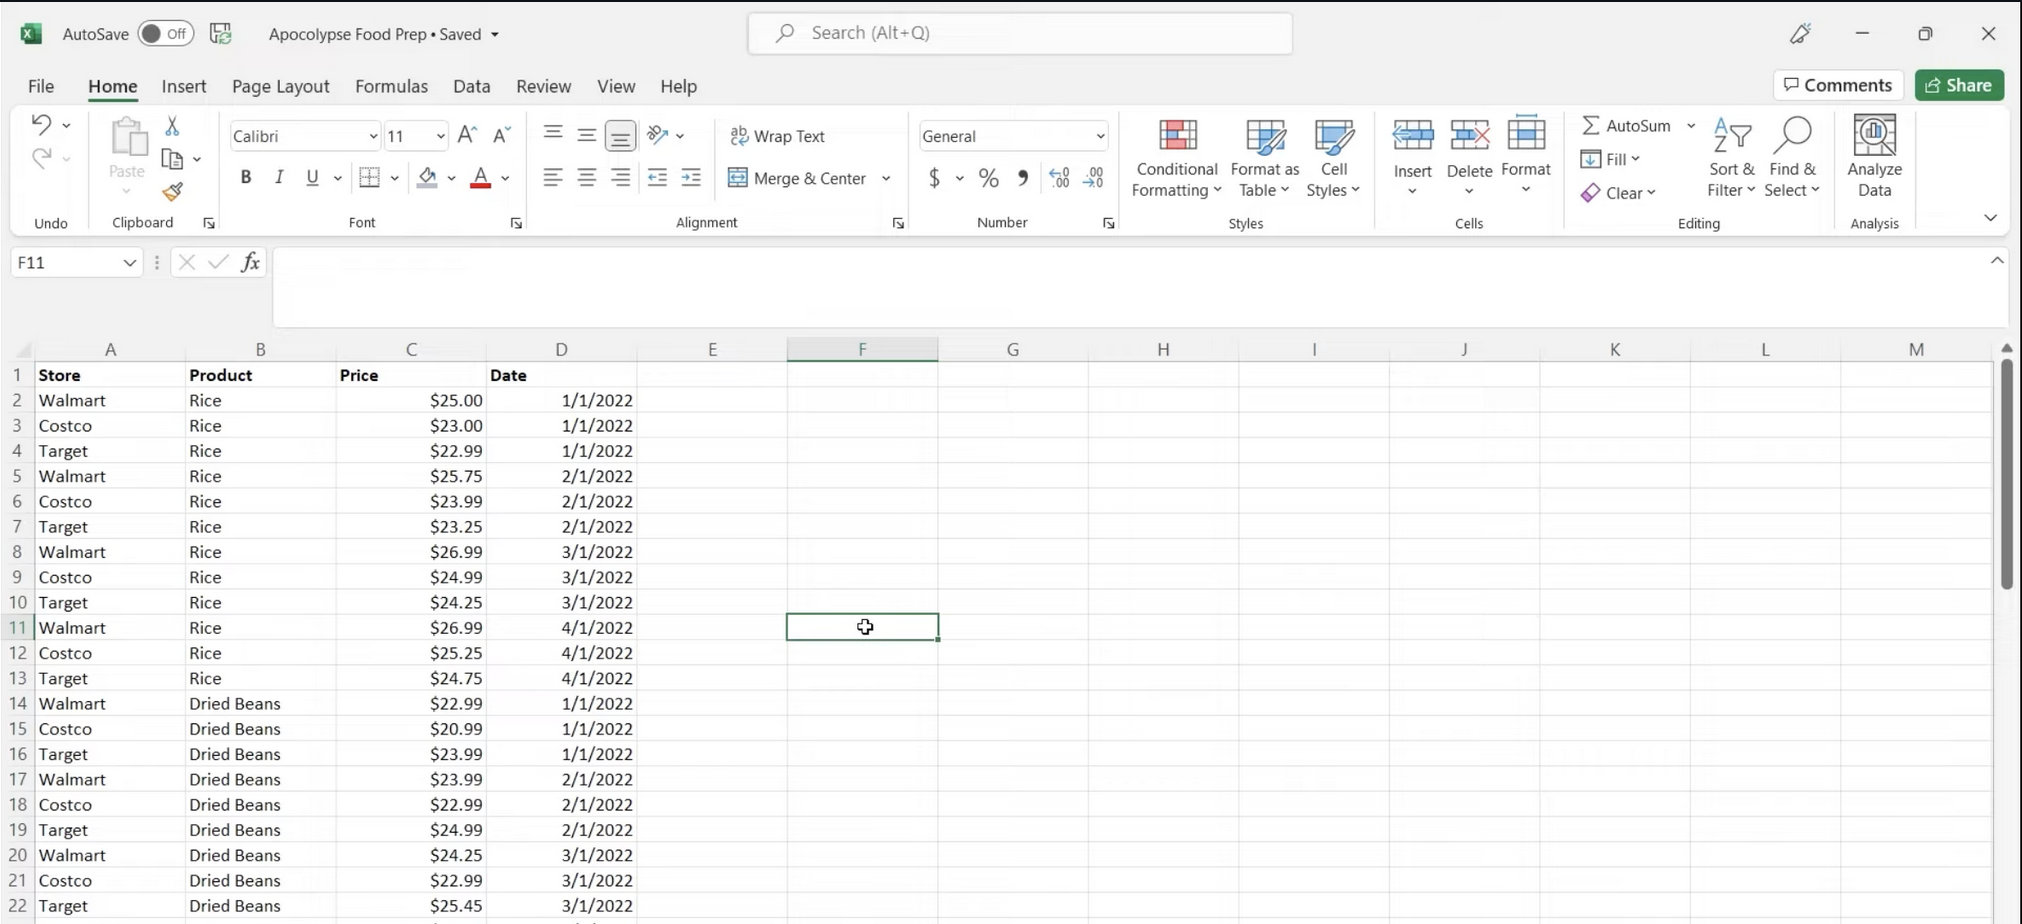 AutoSave Off Apocolypse Food Prep • Saved Search (Alt+Q)
File Home Insert Page Layout Formulas Data Review View Help Comments Share
Paste
Undo
Calibri 11
B I U A
Clipboard
Font
ab Wrap Text
Merge & Center
Alignment
General
$ % 9 .00 .00
Number
Conditional Formatting
Format as Table
Cell Styles
Styles
Insert Delete Format
Cells
AutoSum
Fill
Clear
Sort & Filter
Find & Select
Editing
Analyze Data
Analysis
F11 fx
A B C D E F G H I J K L M
1 Store Product Price Date
2 Walmart Rice $25.00 1/1/2022
3 Costco Rice $23.00 1/1/2022
4 Target Rice $22.99 1/1/2022
5 Walmart Rice $25.75 2/1/2022
6 Costco Rice $23.99 2/1/2022
7 Target Rice $23.25 2/1/2022
8 Walmart Rice $26.99 3/1/2022
9 Costco Rice $24.99 3/1/2022
10 Target Rice $24.25 3/1/2022
11 Walmart Rice $26.99 4/1/2022
12 Costco Rice $25.25 4/1/2022
13 Target Rice $24.75 4/1/2022
14 Walmart Dried Beans $22.99 1/1/2022
15 Costco Dried Beans $20.99 1/1/2022
16 Target Dried Beans $23.99 1/1/2022
17 Walmart Dried Beans $23.99 2/1/2022
18 Costco Dried Beans $22.99 2/1/2022
19 Target Dried Beans $24.99 2/1/2022
20 Walmart Dried Beans $24.25 3/1/2022
21 Costco Dried Beans $22.99 3/1/2022
22 Target Dried Beans $25.45 3/1/2022